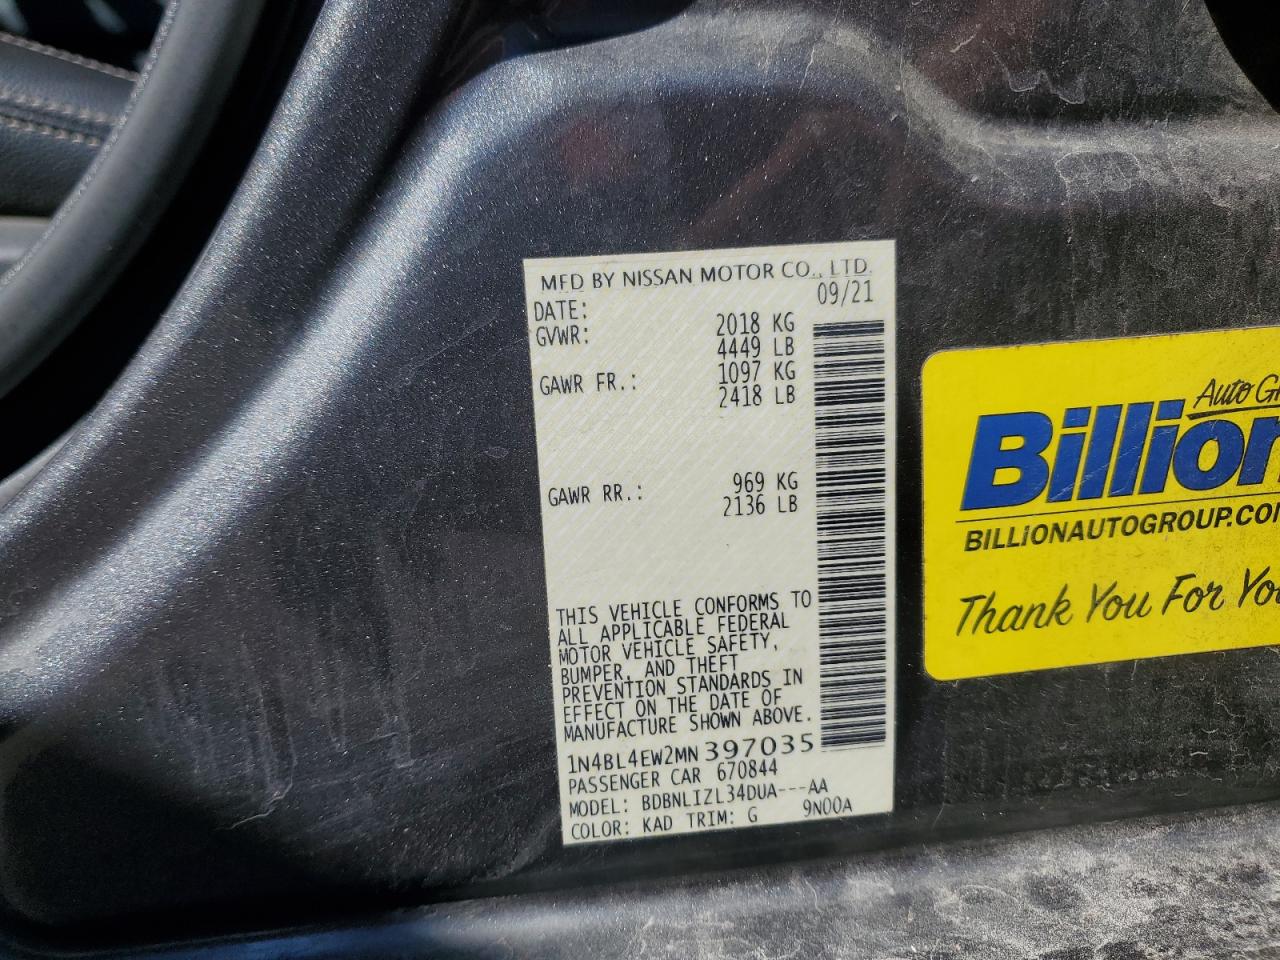 MFD BY NISSAN MOTOR CO., LTD.
DATE: 09/21
GVWR: 2018 KG
4449 LB
GAWR FR.: 1097 KG
2418 LB
GAWR RR.: 969 KG
2136 LB
THIS VEHICLE CONFORMS TO
ALL APPLICABLE FEDERAL
MOTOR VEHICLE SAFETY,
BUMPER, AND THEFT
PREVENTION STANDARDS IN
EFFECT ON THE DATE OF
MANUFACTURE SHOWN ABOVE.
1N4BL4EW2MN397035
PASSENGER CAR 670844
MODEL: BDBNLIZL34DUA---AA
COLOR: KAD TRIM: G 9N00A
Auto
Billion
BILLIONAUTOGROUP.COM
Thank You For